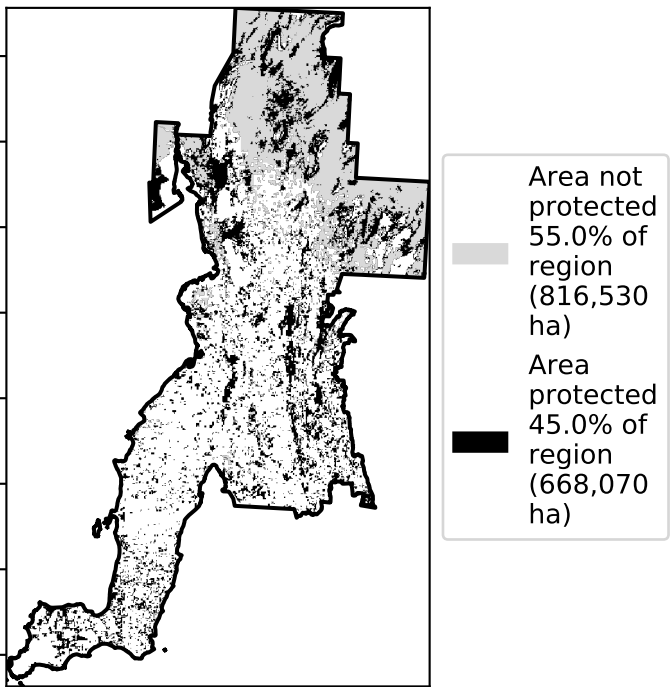 Area not
protected
55.0% of
region
(816,530
ha)
Area
protected
45.0% of
region
(668,070
ha)